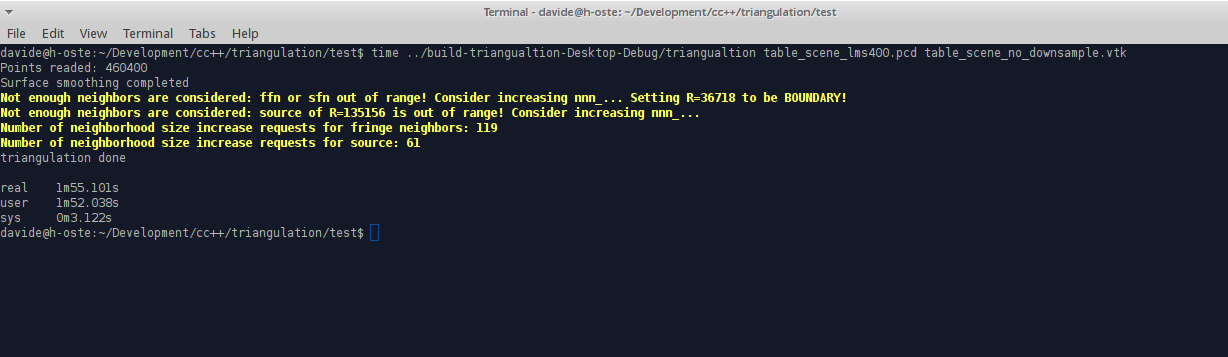 Terminal - davide@h-oste: ~/Development/cc++/triangulation/test
File Edit View Terminal Tabs Help
davide@h-oste:~/Development/cc++/triangulation/test$ time ../build-triangualtion-Desktop-Debug/triangualtion table_scene_lms400.pcd table_scene_no_downsample.vtk
Points readed: 460400
Surface smoothing completed
Not enough neighbors are considered: ffn or sfn out of range! Consider increasing nnn_... Setting R=36718 to be BOUNDARY!
Not enough neighbors are considered: source of R=135156 is out of range! Consider increasing nnn_...
Number of neighborhood size increase requests for fringe neighbors: 119
Number of neighborhood size increase requests for source: 61
triangulation done
real 1m55.101s
user 1m52.038s
sys 0m3.122s
davide@h-oste:~/Development/cc++/triangulation/test$